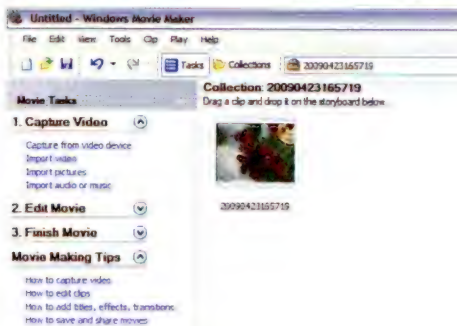 Untitled - Windows Movie Maker
File Edit View Tools Clip Play Help
Tasks Collections 20090423165719
Movie Tasks
Collection: 20090423165719
Drag a clip and drop it on the storyboard below.
1. Capture Video
Capture from video device
Import video
Import pictures
Import audio or music
20090423165719
2. Edit Movie
3. Finish Movie
Movie Making Tips
How to capture video
How to edit clips
How to add titles, effects, transitions
How to save and share movies